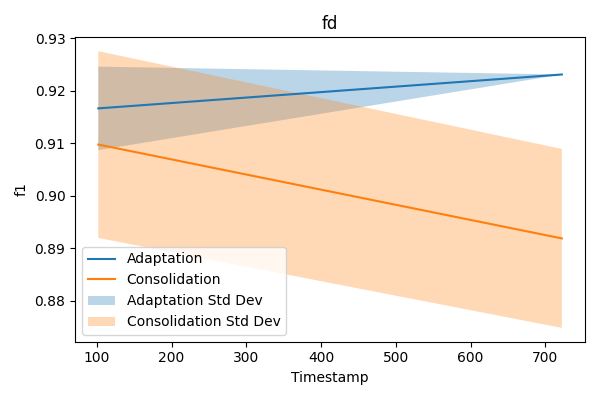 fd
f1
0.93
0.92
0.91
0.90
0.89
0.88
Adaptation
Consolidation
Adaptation Std Dev
Consolidation Std Dev
100 200 300 400 500 600 700
Timestamp